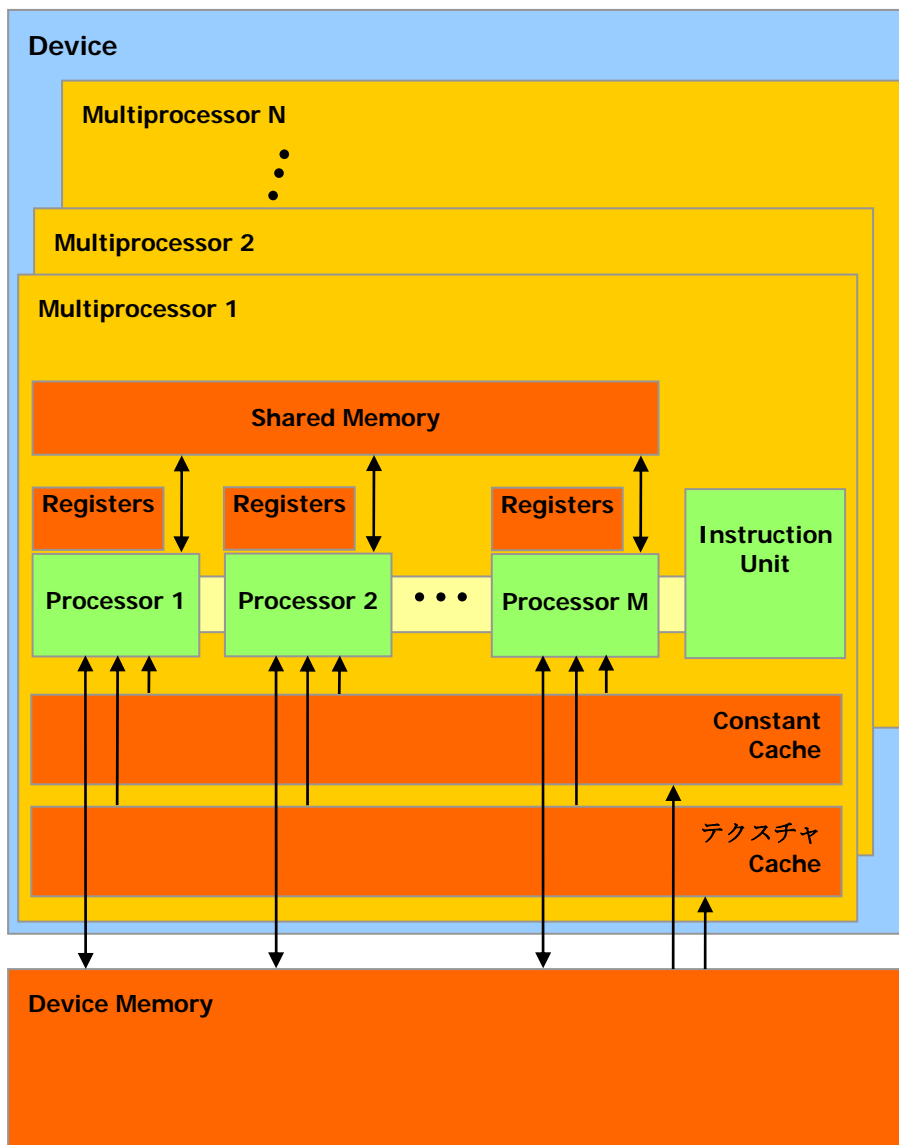 Device
Multiprocessor N
Multiprocessor 2
Multiprocessor 1
Shared Memory
Registers
Registers
Registers
Instruction
Unit
Processor 1
Processor 2
Processor M
Constant
Cache
テクスチャ
Cache
Device Memory